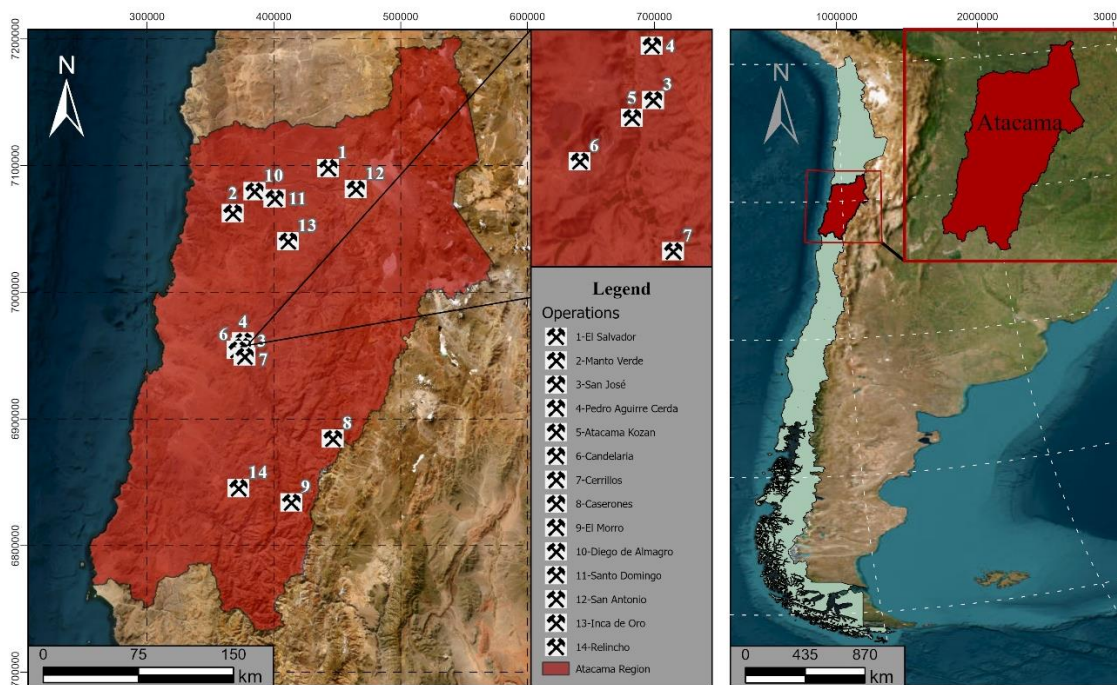 300000 400000 500000 600000 700000
1000000 2000000 3000
7200000
7100000
7000000
6900000
6800000
6700000
N
1
12
10
11
2
13
4
6 3
7
8
14
9
0 75 150
km
4
3
5
6
7
Legend
Operations
1-El Salvador
2-Manto Verde
3-San José
4-Pedro Aguirre Cerda
5-Atacama Kozan
6-Candelaria
7-Cerrillos
8-Caserones
9-El Morro
10-Diego de Almagro
11-Santo Domingo
12-San Antonio
13-Inca de Oro
14-Relincho
Atacama Region
N
Atacama
0 435 870
km